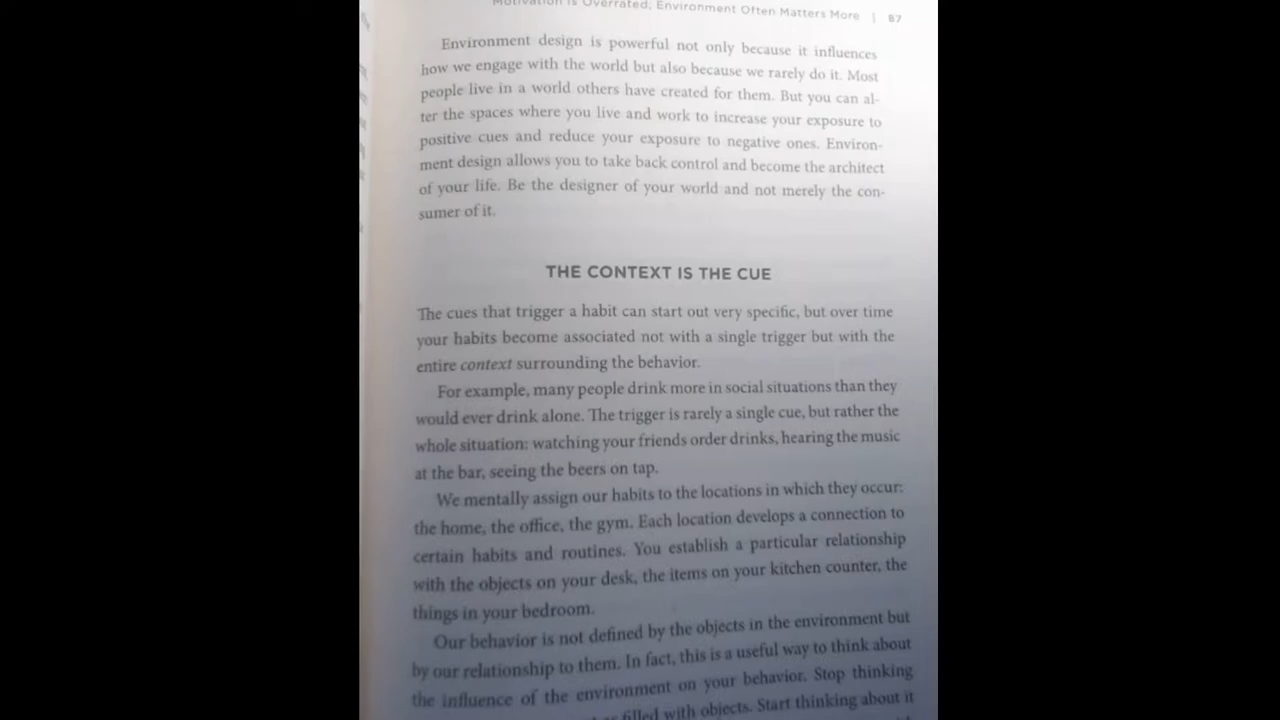 Motivation Is Overrated; Environment Often Matters More | 87
Environment design is powerful not only because it influences
how we engage with the world but also because we rarely do it. Most
people live in a world others have created for them. But you can al-
ter the spaces where you live and work to increase your exposure to
positive cues and reduce your exposure to negative ones. Environ-
ment design allows you to take back control and become the architect
of your life. Be the designer of your world and not merely the con-
sumer of it.
THE CONTEXT IS THE CUE
The cues that trigger a habit can start out very specific, but over time
your habits become associated not with a single trigger but with the
entire context surrounding the behavior.
For example, many people drink more in social situations than they
would ever drink alone. The trigger is rarely a single cue, but rather the
whole situation: watching your friends order drinks, hearing the music
at the bar, seeing the beers on tap.
We mentally assign our habits to the locations in which they occur:
the home, the office, the gym. Each location develops a connection to
certain habits and routines. You establish a particular relationship
with the objects on your desk, the items on your kitchen counter, the
things in your bedroom.
Our behavior is not defined by the objects in the environment but
by our relationship to them. In fact, this is a useful way to think about
the influence of the environment on your behavior. Stop thinking
filled with objects. Start thinking about it